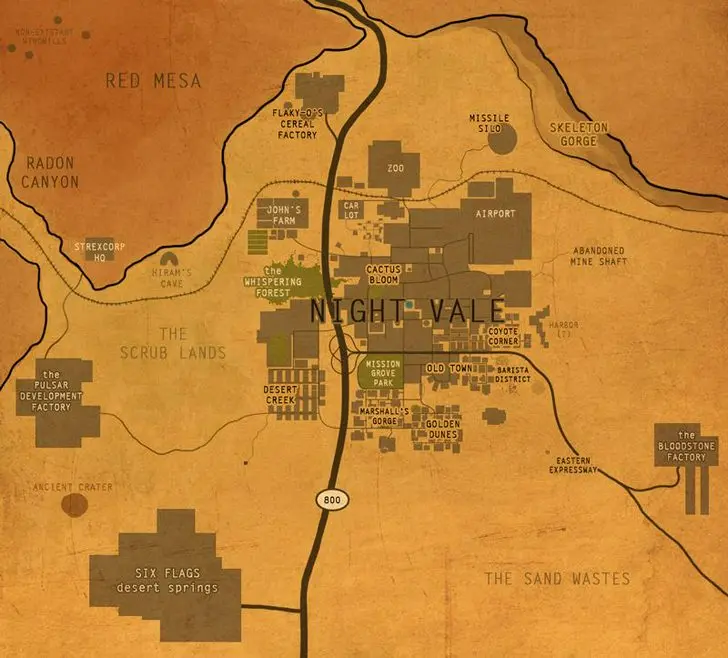 NON-EXISTENT
WINDMILLS
RED MESA
FLAKY-O'S
CEREAL
FACTORY
MISSILE
SILO
SKELETON
GORGE
RADON
CANYON
ZOO
JOHN'S
FARM
CAR
LOT
AIRPORT
STREXCORP
HQ
HIRAM'S
CAVE
the
WHISPERING
FOREST
CACTUS
BLOOM
ABANDONED
MINE SHAFT
NIGHT VALE
THE
SCRUB LANDS
COYOTE
CORNER
HARBOR
(?)
the
PULSAR
DEVELOPMENT
FACTORY
DESERT
CREEK
MISSION
GROVE
PARK
OLD TOWN
BARISTA
DISTRICT
MARSHALL'S
GORGE
GOLDEN
DUNES
the
BLOODSTONE
FACTORY
EASTERN
EXPRESSWAY
ANCIENT CRATER
800
SIX FLAGS
desert springs
THE SAND WASTES